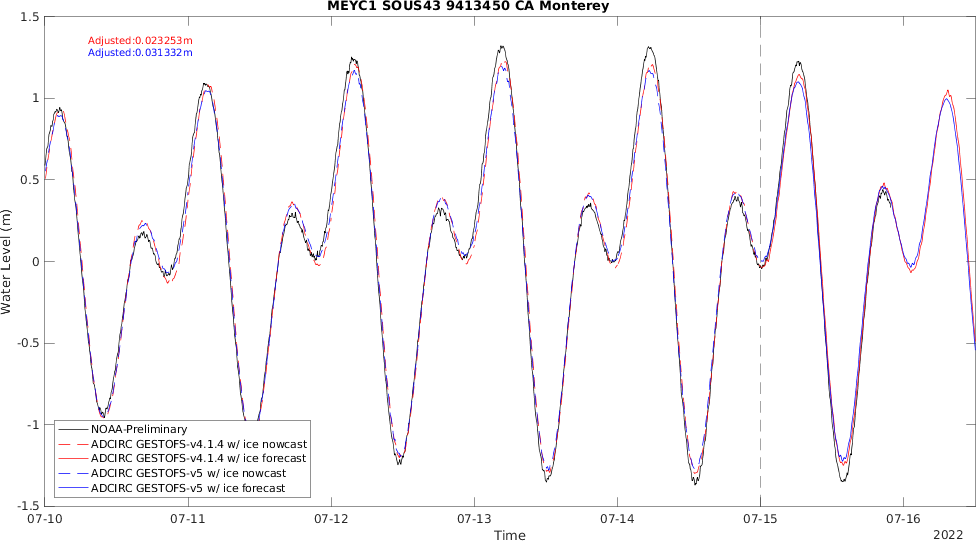 MEYC1 SOUS43 9413450 CA Monterey
Adjusted:0.023253m
Adjusted:0.031332m
1.5
1
0.5
0
-0.5
-1
-1.5
Water Level (m)
NOAA-Preliminary
ADCIRC GESTOFS-v4.1.4 w/ ice nowcast
ADCIRC GESTOFS-v4.1.4 w/ ice forecast
ADCIRC GESTOFS-v5 w/ ice nowcast
ADCIRC GESTOFS-v5 w/ ice forecast
07-10 07-11 07-12 07-13 07-14 07-15 07-16
Time
2022